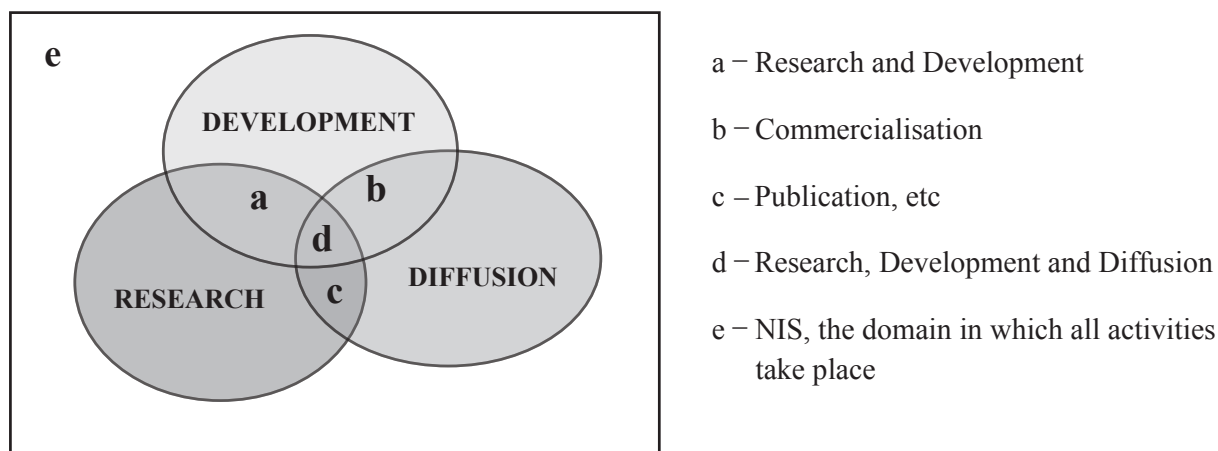 e
DEVELOPMENT
a
b
d
DIFFUSION
RESEARCH
c
a – Research and Development
b – Commercialisation
c – Publication, etc
d – Research, Development and Diffusion
e – NIS, the domain in which all activities
take place